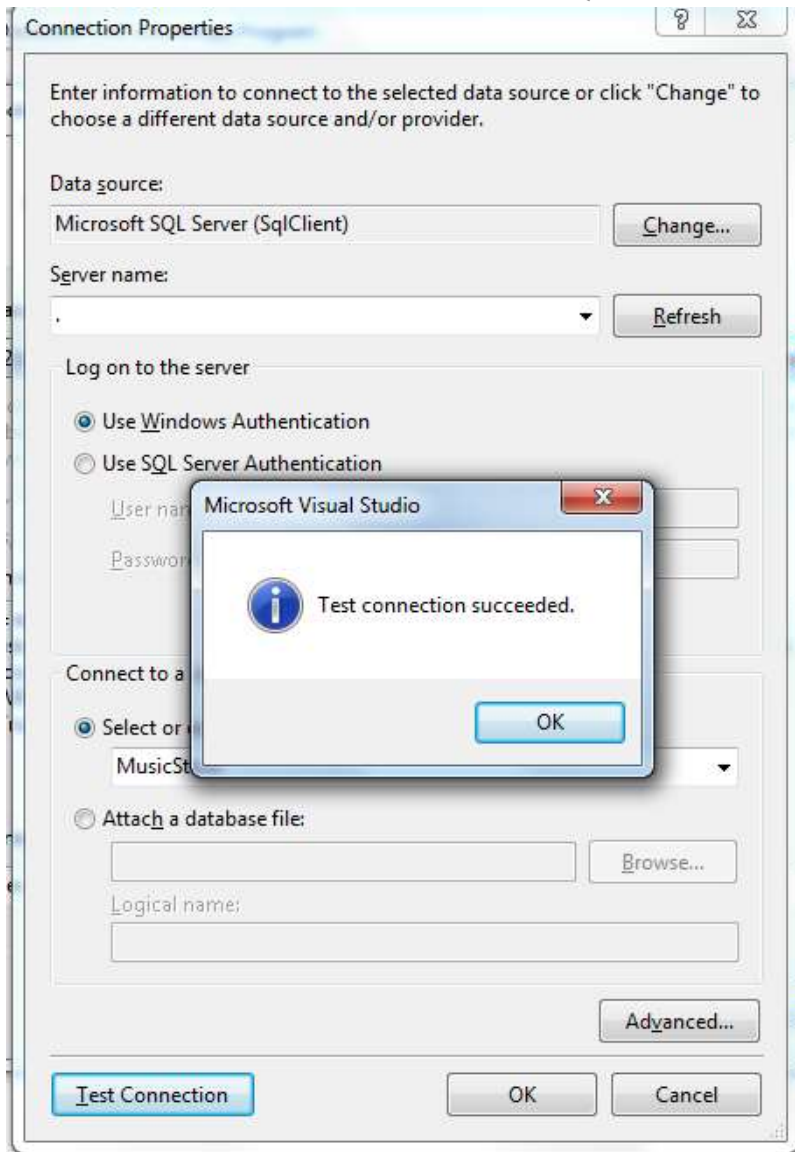 Connection Properties
Enter information to connect to the selected data source or click "Change" to
choose a different data source and/or provider.
Data source:
Microsoft SQL Server (SqlClient)
Change...
Server name:
.
Refresh
Log on to the server
Use Windows Authentication
Use SQL Server Authentication
User
Microsoft Visual Studio
Test connection succeeded.
OK
Connect to a
Select or
Attach a database file:
Browse...
Logical name:
Advanced...
Test Connection
OK
Cancel